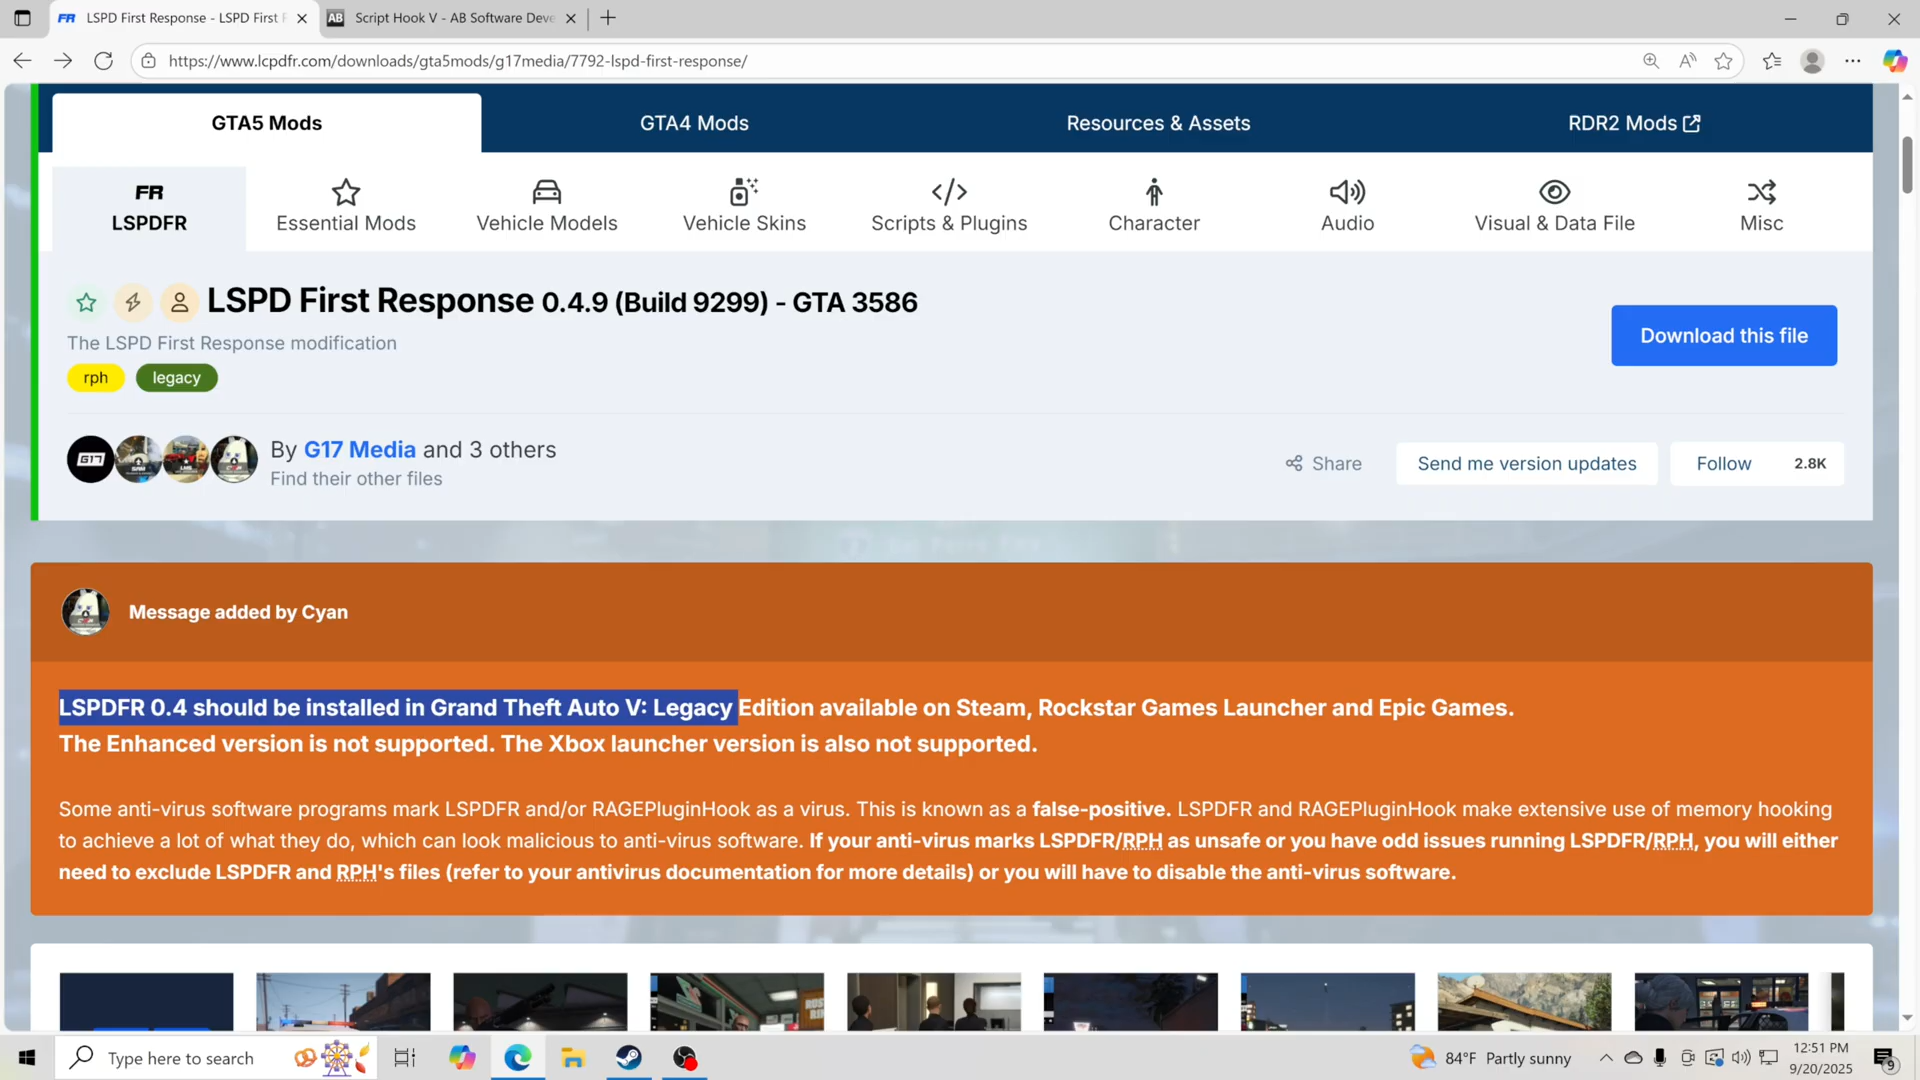 LSPD First Response - LSPD First F
AB
Script Hook V - AB Software Deve
https://www.lcpdfr.com/downloads/gta5mods/g17media/7792-lspd-first-response/
GTA5 Mods
GTA4 Mods
Resources & Assets
RDR2 Mods
FR
LSPDFR
Essential Mods
Vehicle Models
Vehicle Skins
Scripts & Plugins
Character
Audio
Visual & Data File
Misc
LSPD First Response 0.4.9 (Build 9299) - GTA 3586
The LSPD First Response modification
Download this file
rph
legacy
G17
By G17 Media and 3 others
Find their other files
Share
Send me version updates
Follow 2.8K
Message added by Cyan
LSPDFR 0.4 should be installed in Grand Theft Auto V: Legacy Edition available on Steam, Rockstar Games Launcher and Epic Games.
The Enhanced version is not supported. The Xbox launcher version is also not supported.
Some anti-virus software programs mark LSPDFR and/or RAGEPluginHook as a virus. This is known as a false-positive. LSPDFR and RAGEPluginHook make extensive use of memory hooking
to achieve a lot of what they do, which can look malicious to anti-virus software. If your anti-virus marks LSPDFR/RPH as unsafe or you have odd issues running LSPDFR/RPH, you will either
need to exclude LSPDFR and RPH's files (refer to your antivirus documentation for more details) or you will have to disable the anti-virus software.
Type here to search
84°F Partly sunny
12:51 PM
9/20/2025
9